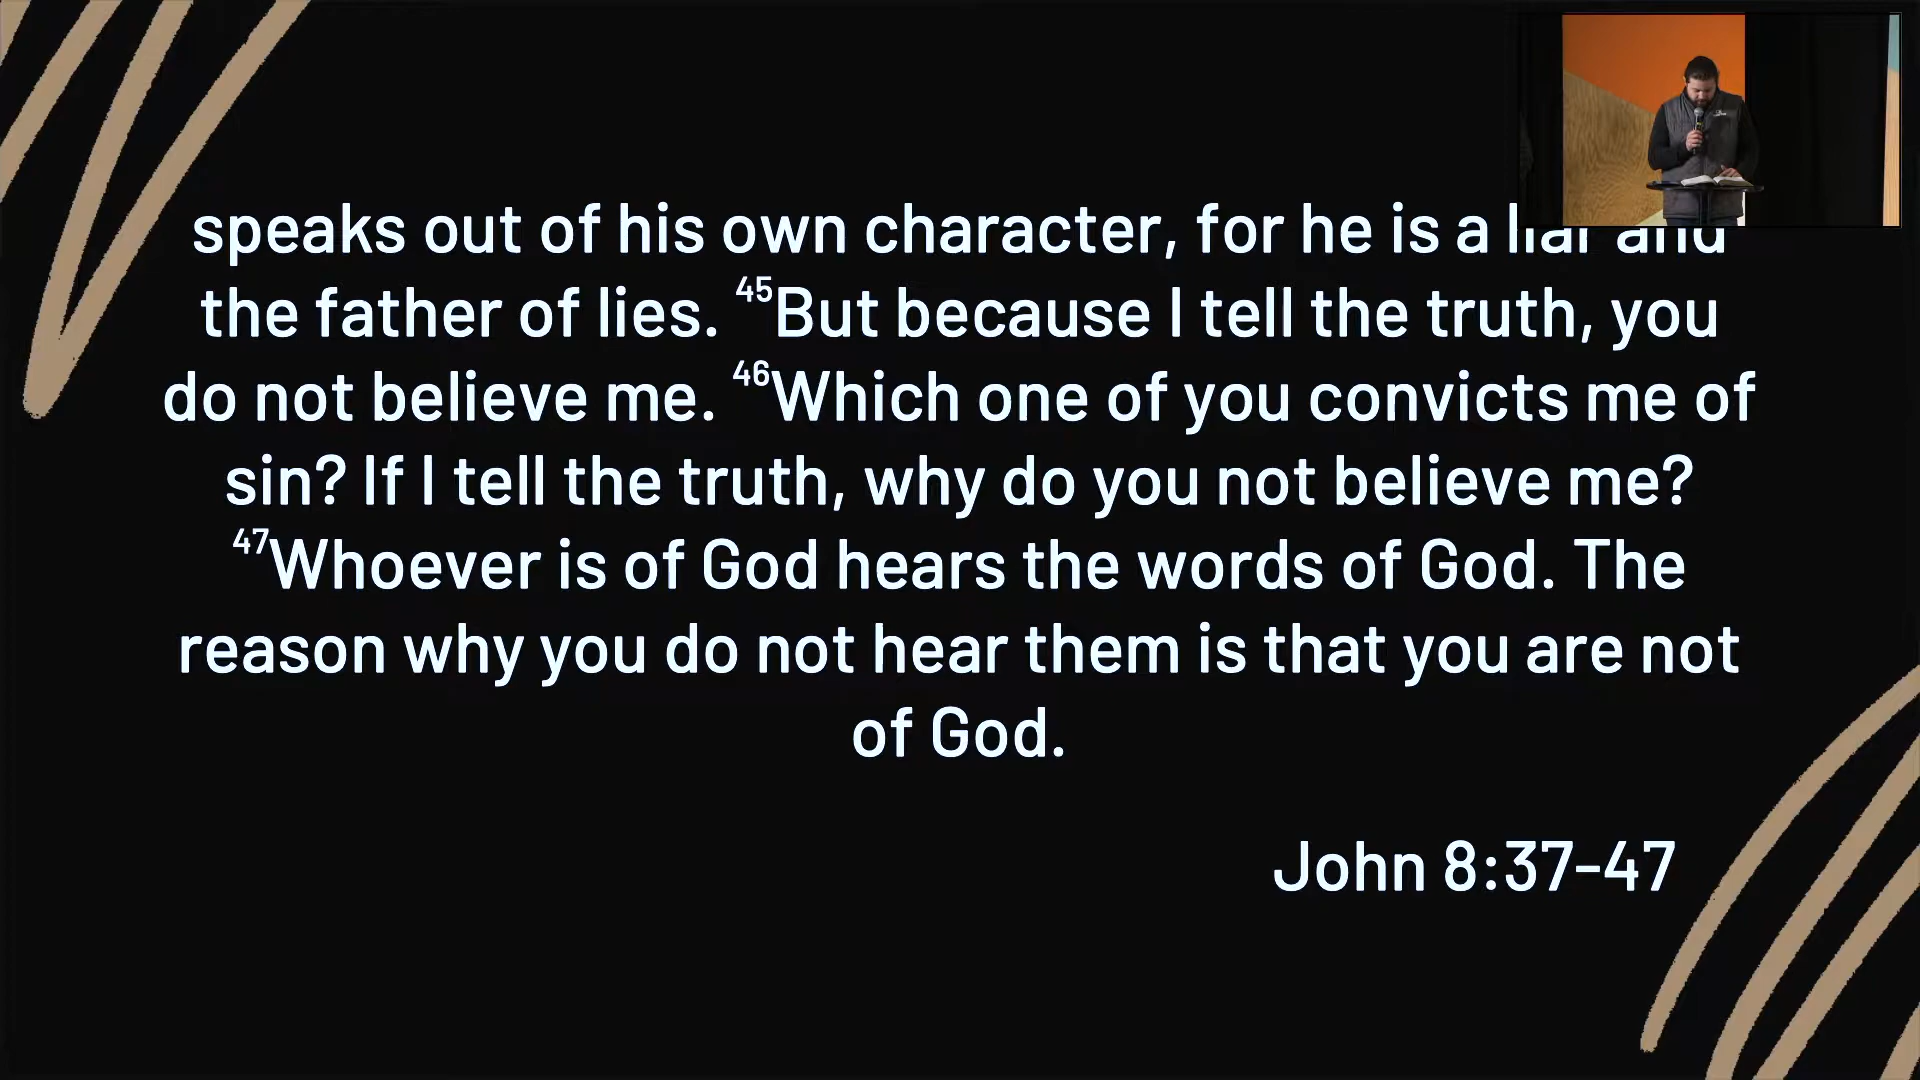 speaks out of his own character, for he is a liar and
the father of lies. ⁴⁵But because I tell the truth, you
do not believe me. ⁴⁶Which one of you convicts me of
sin? If I tell the truth, why do you not believe me?
⁴⁷Whoever is of God hears the words of God. The
reason why you do not hear them is that you are not
of God.
John 8:37-47